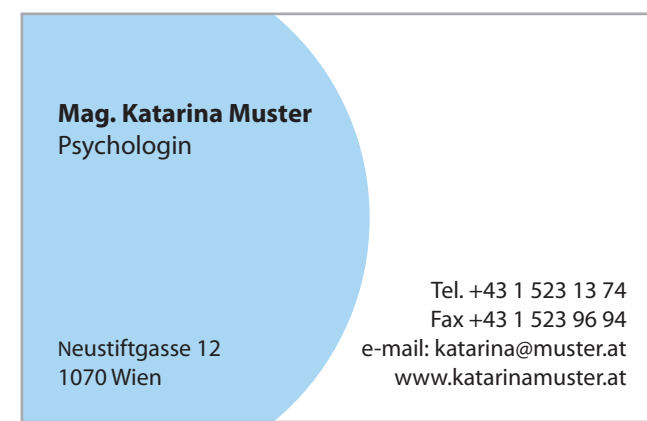 Mag. Katarina Muster
Psychologin
Neustiftgasse 12
1070 Wien
Tel. +43 1 523 13 74
Fax +43 1 523 96 94
e-mail: katarina@muster.at
www.katarinamuster.at